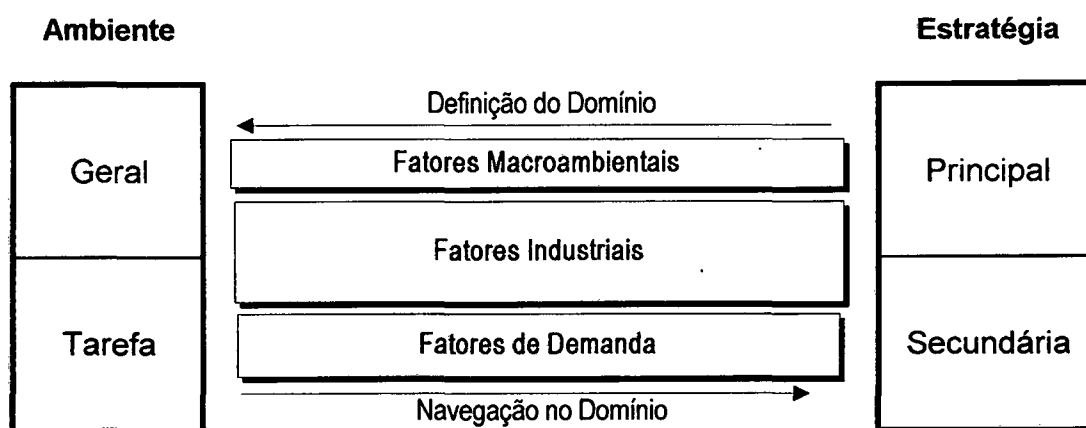 Ambiente
Estratégia
Definição do Domínio
Geral
Fatores Macroambientais
Principal
Fatores Industriais
Tarefa
Fatores de Demanda
Secundária
Navegação no Domínio